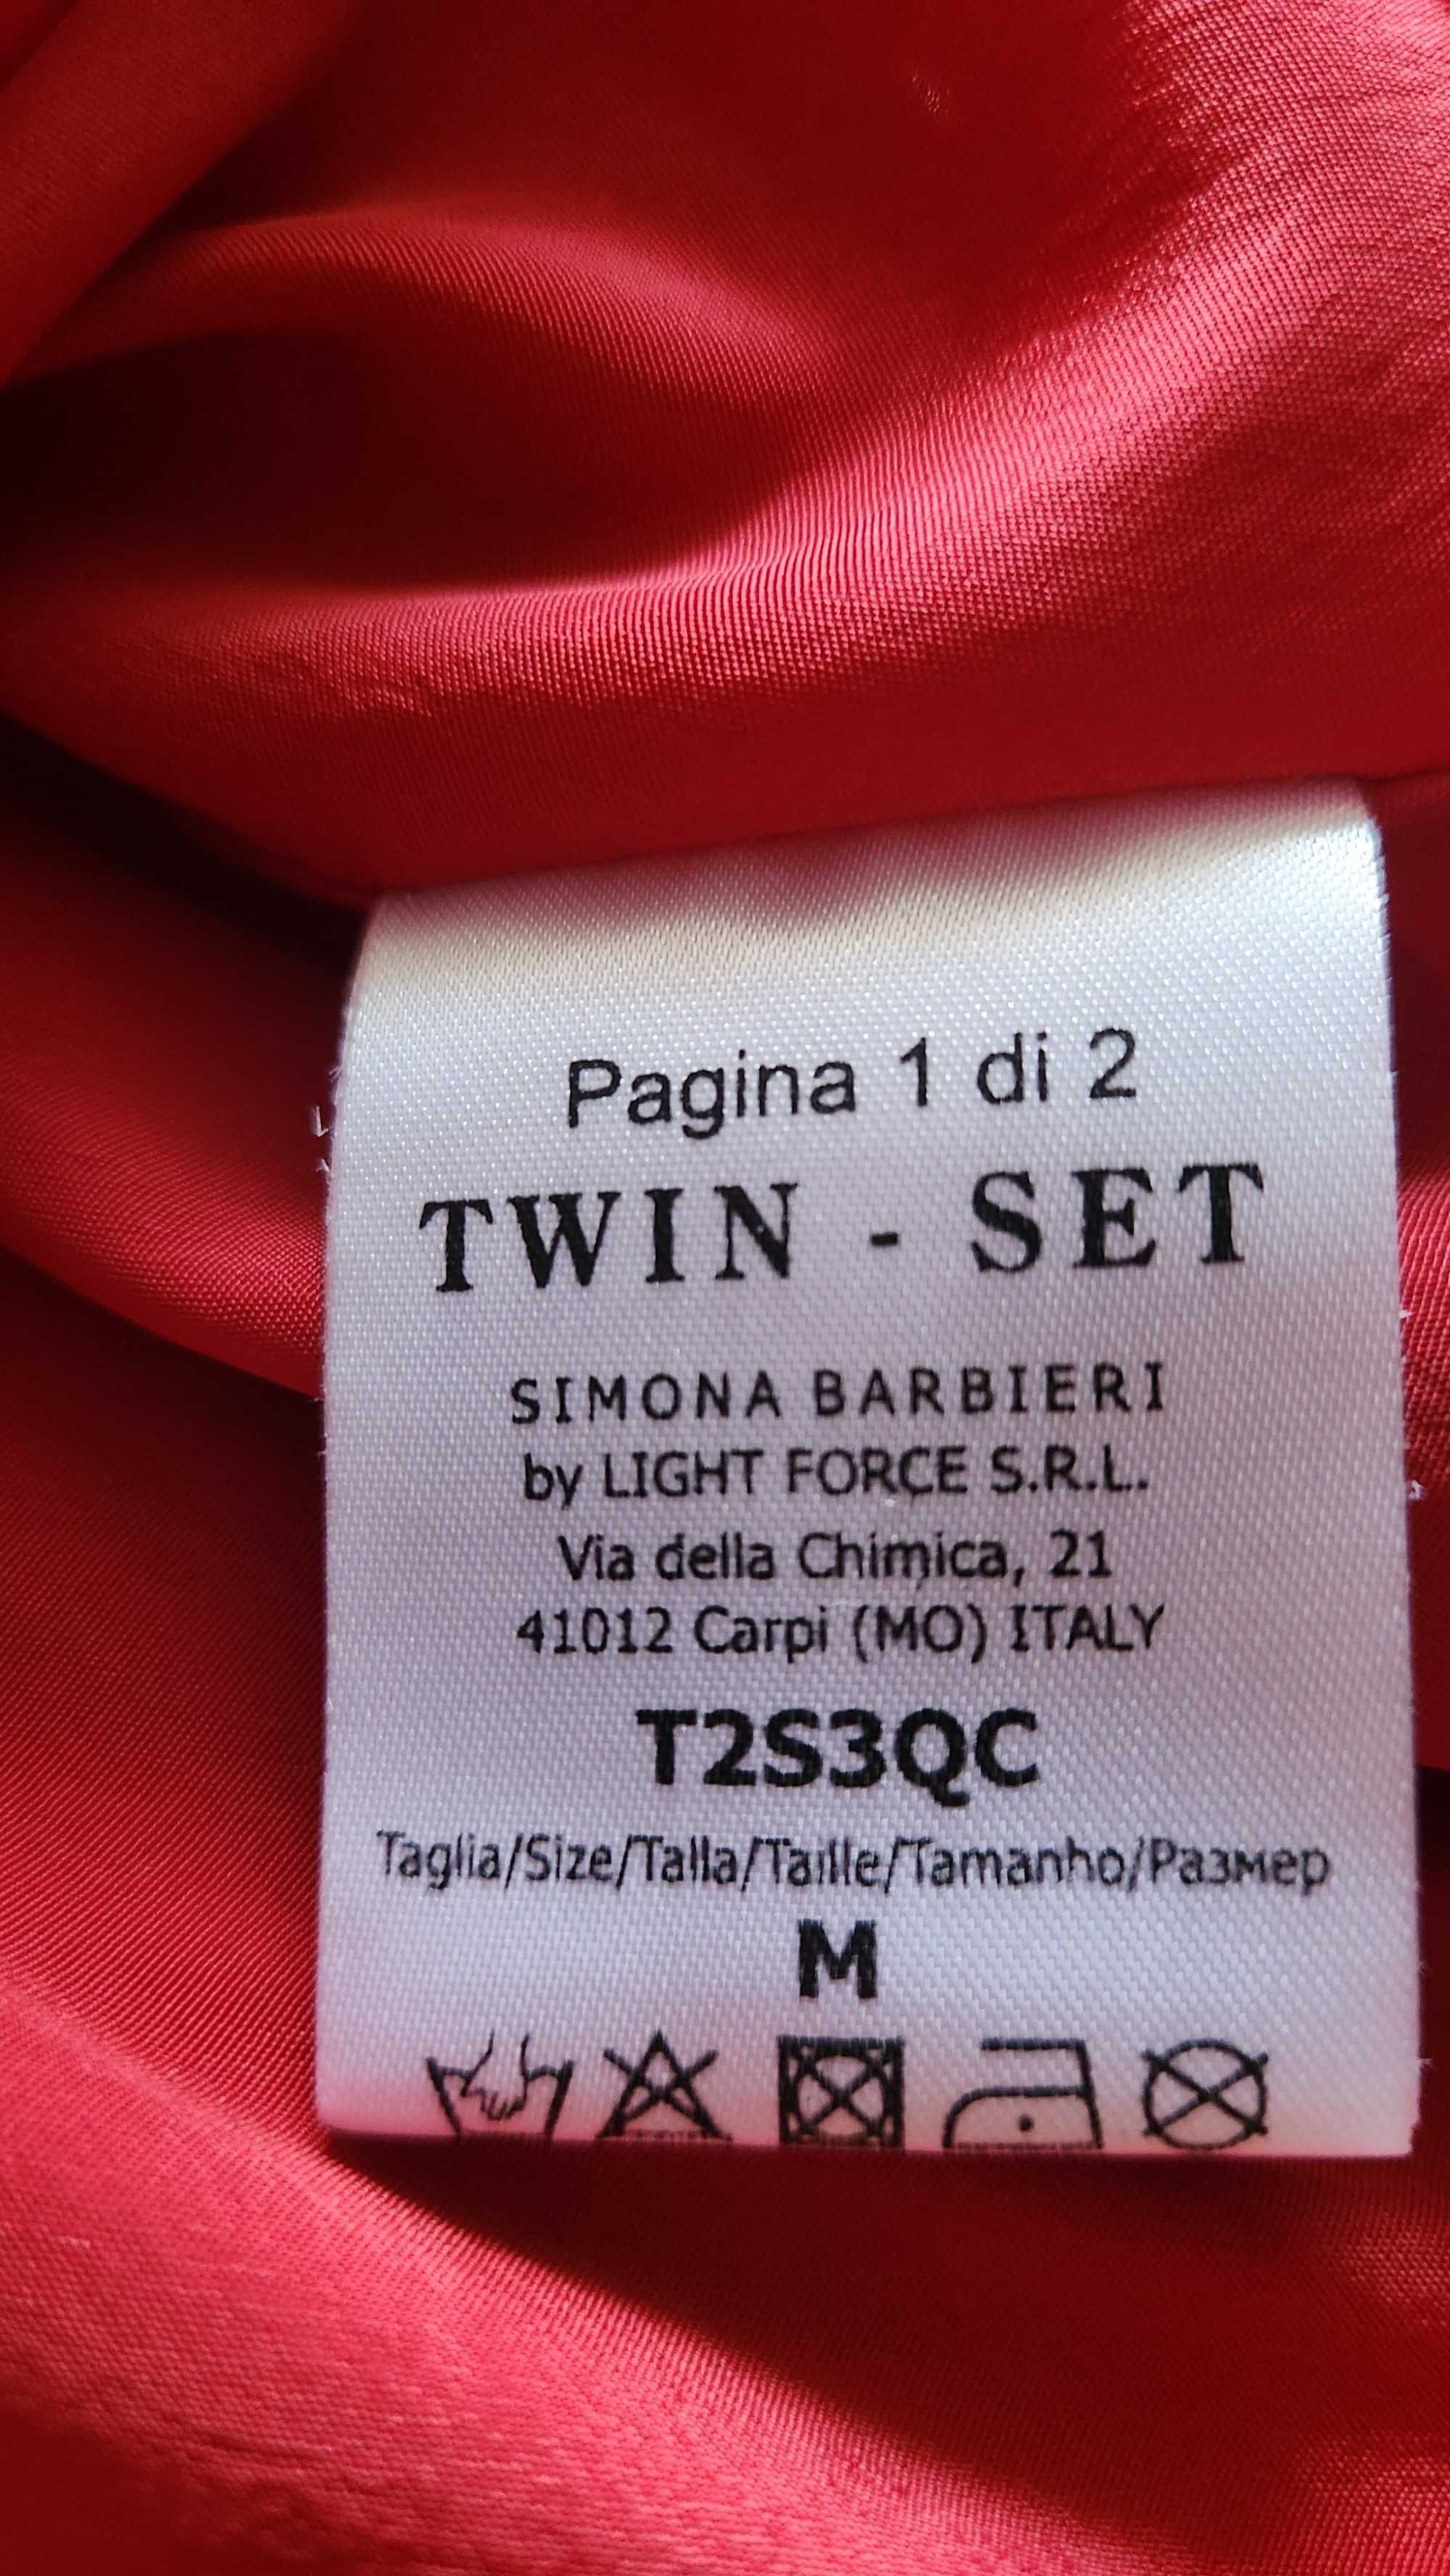 Pagina 1 di 2
TWIN - SET
SIMONA BARBIERI
by LIGHT FORCE S.R.L.
Via della Chimica, 21
41012 Carpi (MO) ITALY
T2S3QC
Taglia/Size/Talla/Taille/Tamanho/Размер
M